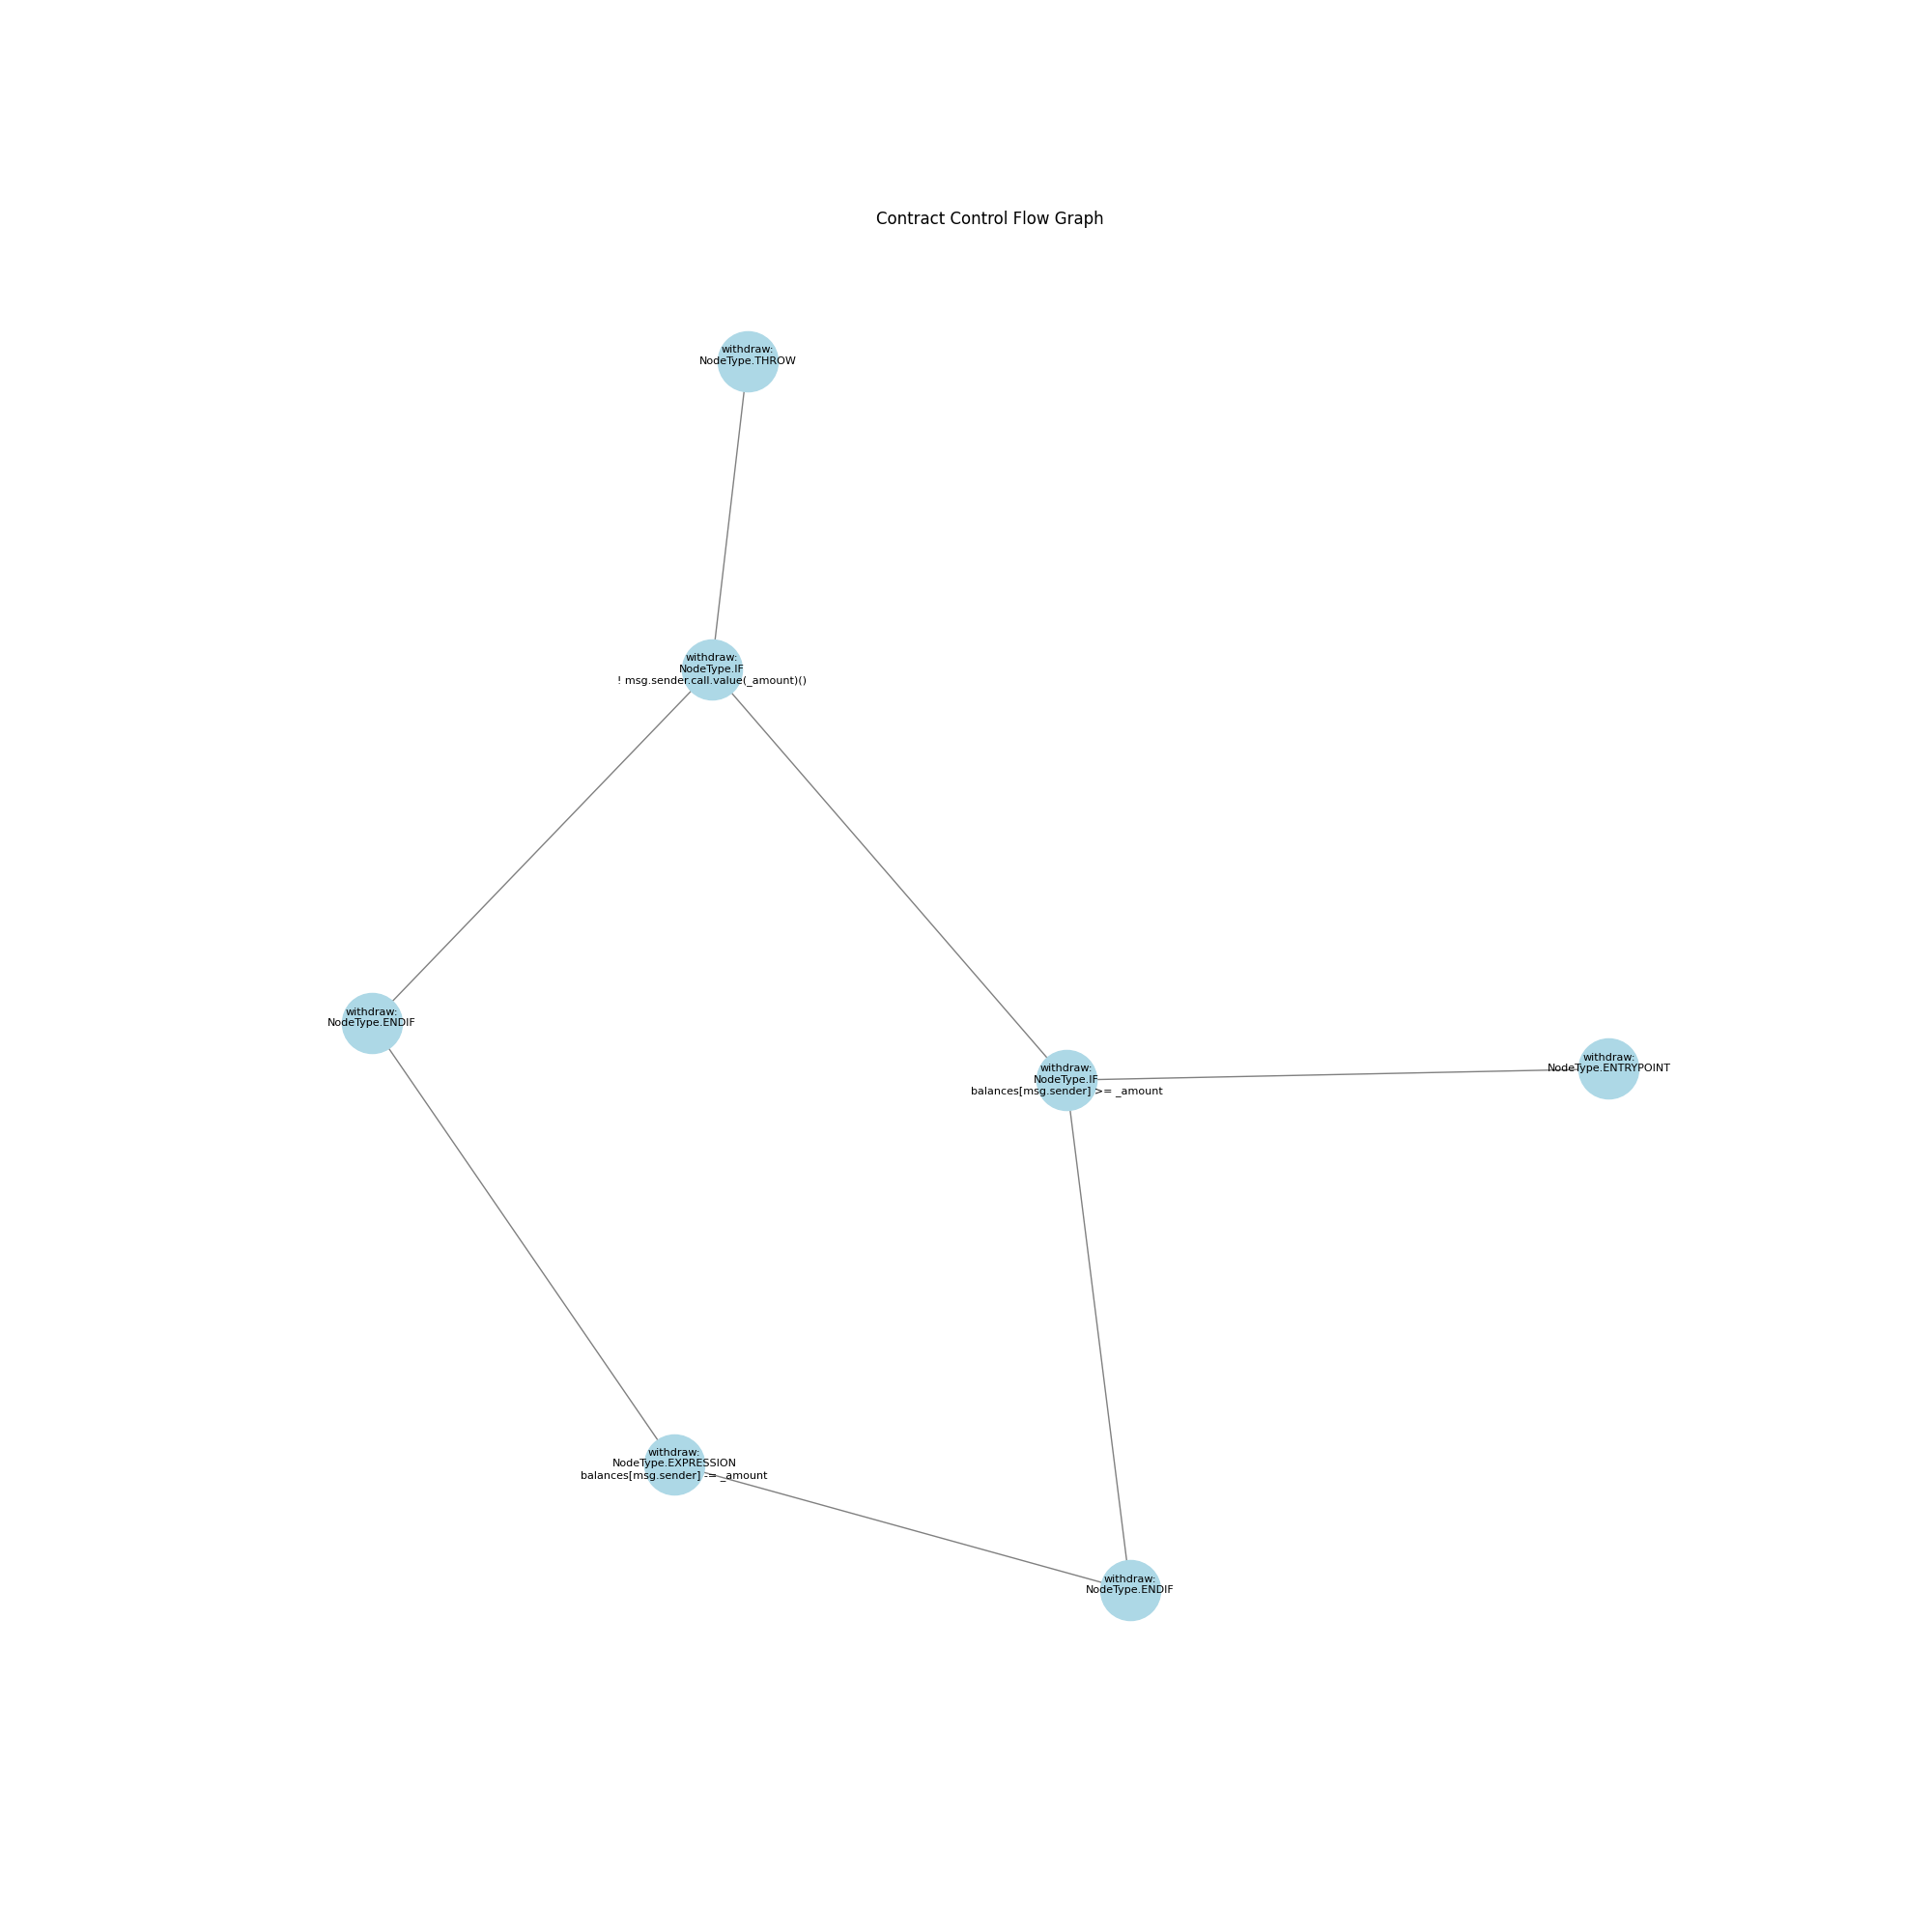 Contract Control Flow Graph
withdraw:
NodeType.THROW
withdraw:
NodeType.IF
! msg.sender.call.value(_amount)()
withdraw:
NodeType.ENDIF
withdraw:
NodeType.IF
balances[msg.sender] >= _amount
withdraw:
NodeType.ENTRYPOINT
withdraw:
NodeType.EXPRESSION
balances[msg.sender] -= _amount
withdraw:
NodeType.ENDIF